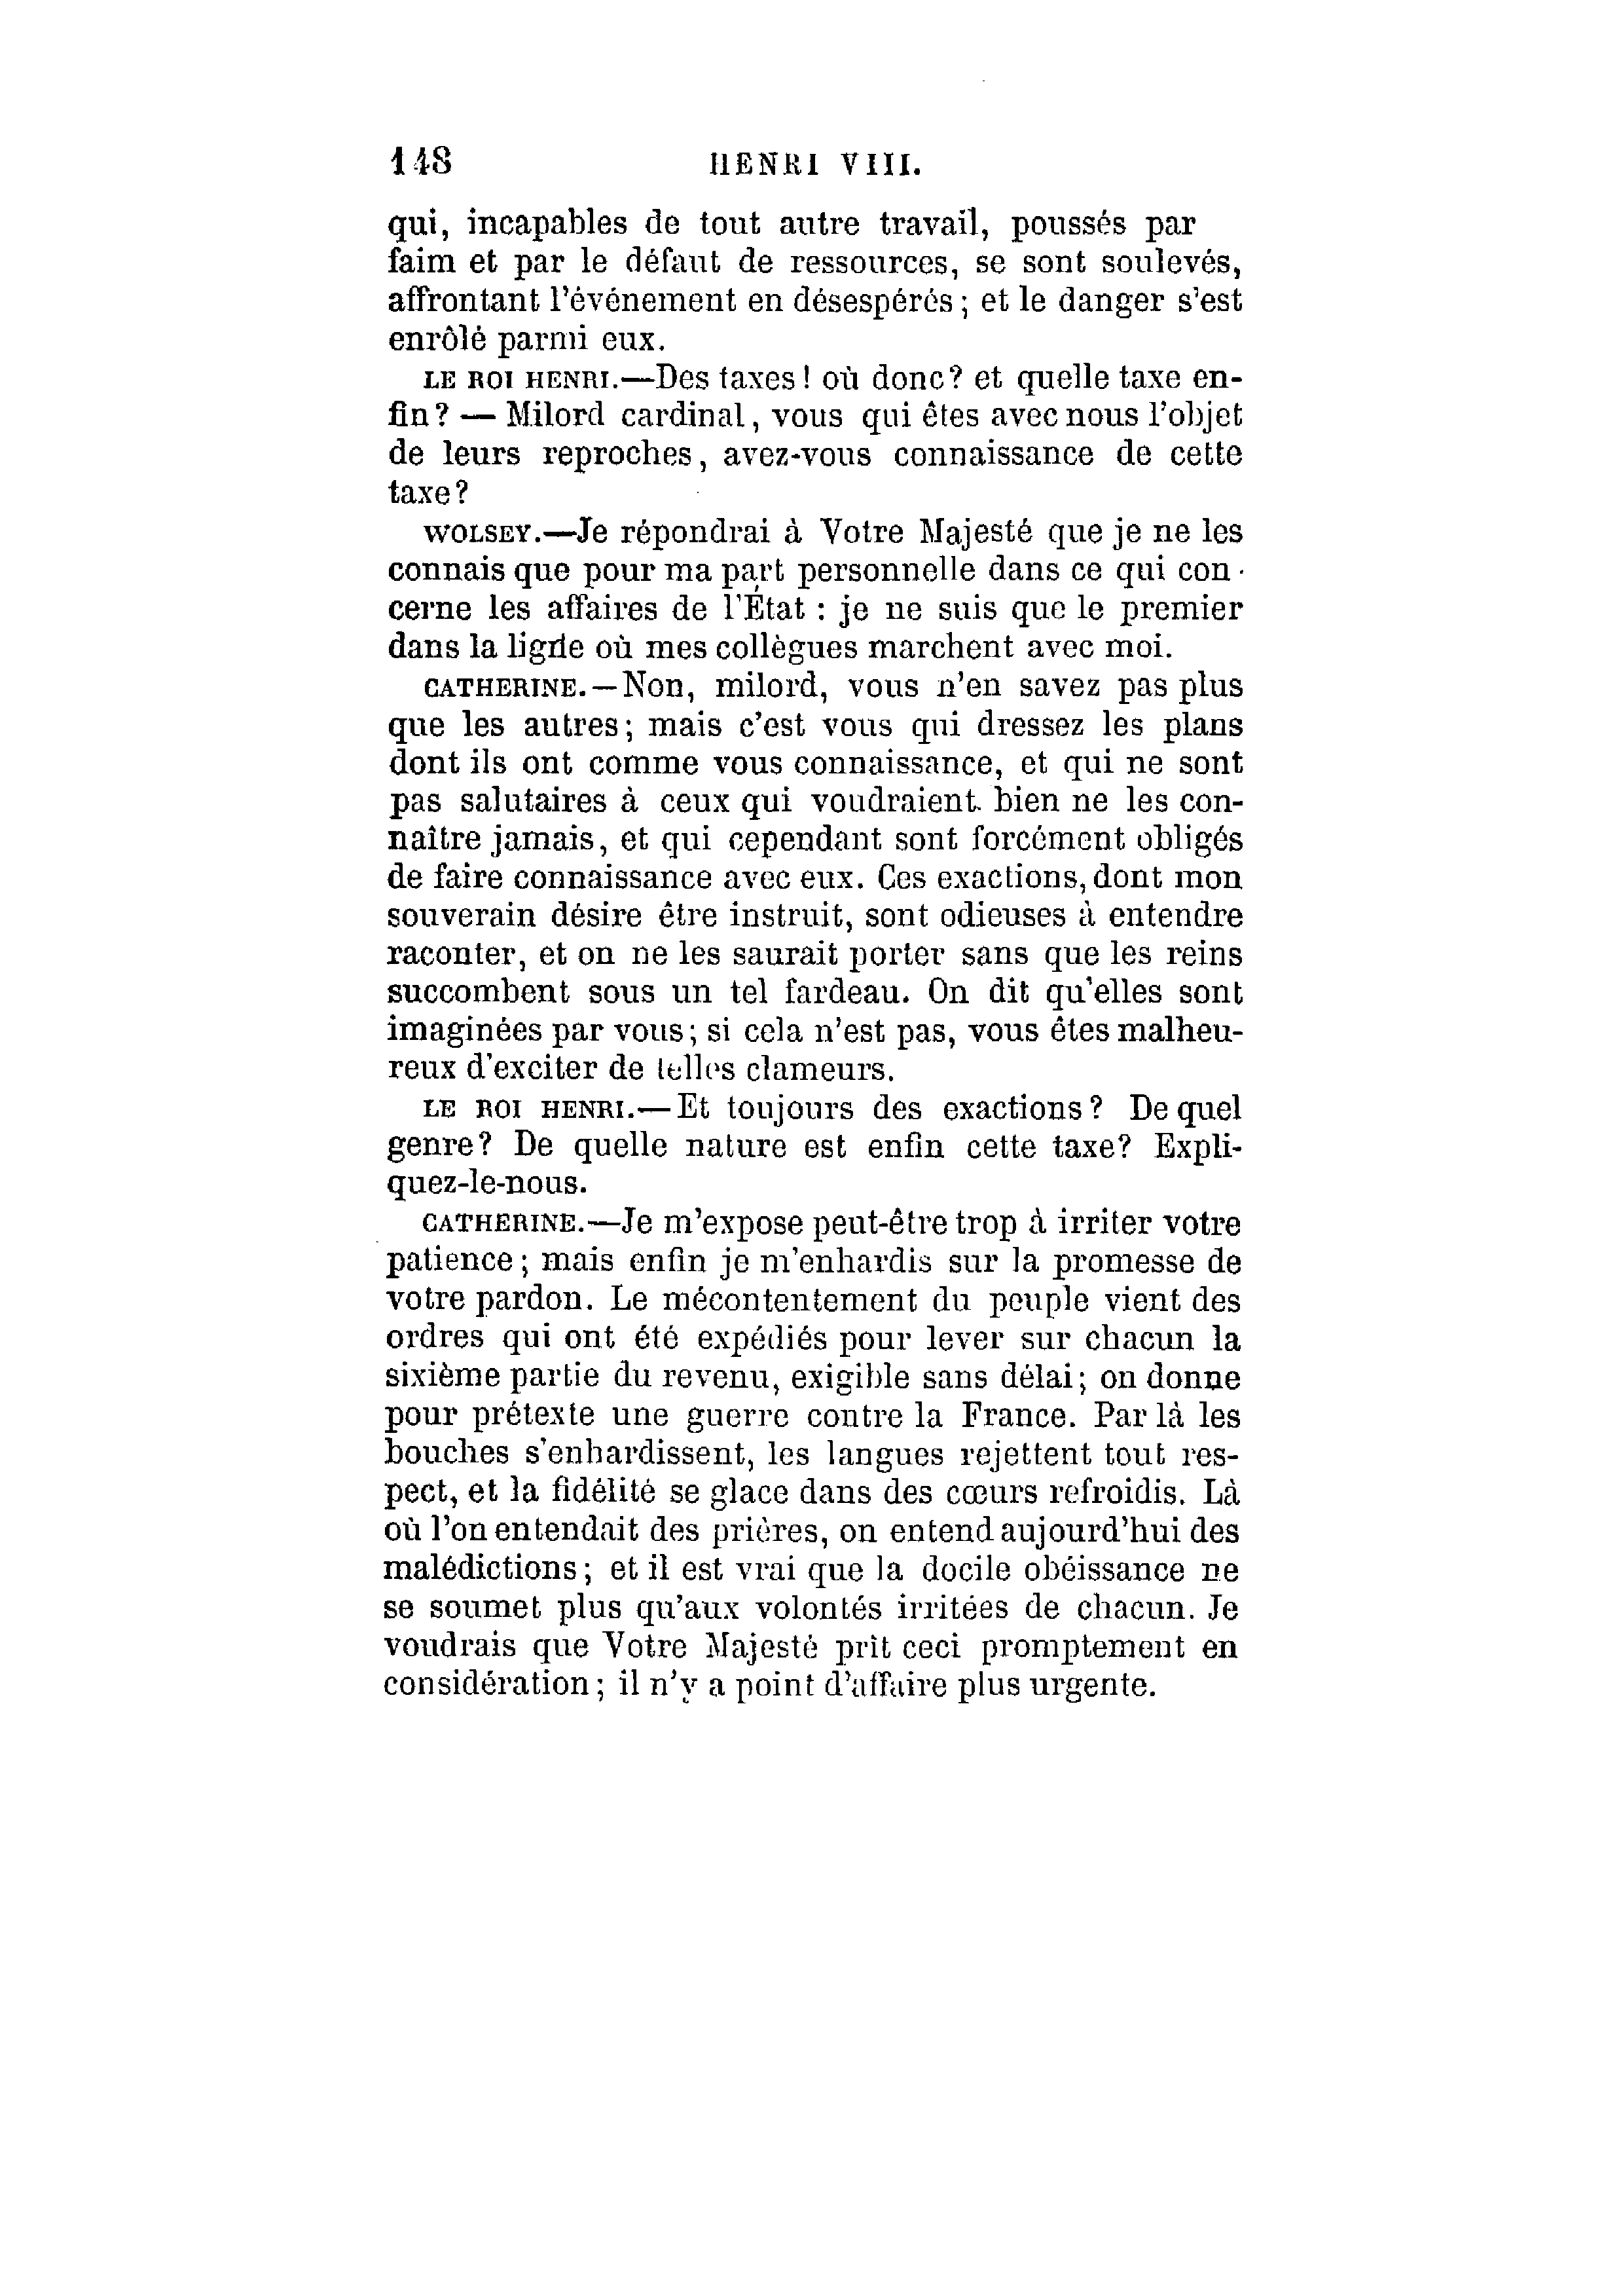 148 HENRI VIII.
qui, incapables de tout autre travail, poussés par
faim et par le défaut de ressources, se sont soulevés,
affrontant l'événement en désespérés ; et le danger s'est
enrôlé parmi eux.
LE ROI HENRI.—Des taxes ! où donc? et quelle taxe en-
fin? — Milord cardinal, vous qui êtes avec nous l'objet
de leurs reproches, avez-vous connaissance de cette
taxe?
WOLSEY.—Je répondrai à Votre Majesté que je ne les
connais que pour ma part personnelle dans ce qui con-
cerne les affaires de l'État : je ne suis que le premier
dans la ligne où mes collègues marchent avec moi.
CATHERINE.—Non, milord, vous n'en savez pas plus
que les autres; mais c'est vous qui dressez les plans
dont ils ont comme vous connaissance, et qui ne sont
pas salutaires à ceux qui voudraient bien ne les con-
naître jamais, et qui cependant sont forcément obligés
de faire connaissance avec eux. Ces exactions, dont mon
souverain désire être instruit, sont odieuses à entendre
raconter, et on ne les saurait porter sans que les reins
succombent sous un tel fardeau. On dit qu'elles sont
imaginées par vous; si cela n'est pas, vous êtes malheu-
reux d'exciter de telles clameurs.
LE ROI HENRI.—Et toujours des exactions? De quel
genre? De quelle nature est enfin cette taxe? Expli-
quez-le-nous.
CATHERINE.—Je m'expose peut-être trop à irriter votre
patience; mais enfin je m'enhardis sur la promesse de
votre pardon. Le mécontentement du peuple vient des
ordres qui ont été expédiés pour lever sur chacun la
sixième partie du revenu, exigible sans délai; on donne
pour prétexte une guerre contre la France. Par là les
bouches s'enhardissent, les langues rejettent tout res-
pect, et la fidélité se glace dans des cœurs refroidis. Là
où l'on entendait des prières, on entend aujourd'hui des
malédictions; et il est vrai que la docile obéissance ne
se soumet plus qu'aux volontés irritées de chacun. Je
voudrais que Votre Majesté prît ceci promptement en
considération; il n'y a point d'affaire plus urgente.